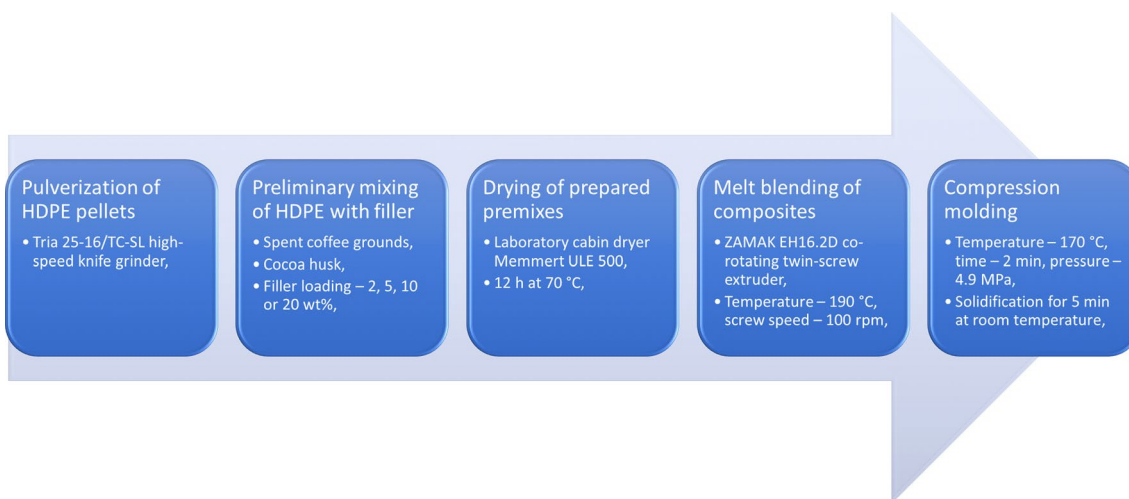 Pulverization of
HDPE pellets
• Tria 25-16/TC-SL high-
speed knife grinder,
Preliminary mixing
of HDPE with filler
• Spent coffee grounds,
• Cocoa husk,
• Filler loading – 2, 5, 10
or 20 wt%,
Drying of prepared
premixes
• Laboratory cabin dryer
Memmert ULE 500,
• 12 h at 70 °C,
Melt blending of
composites
• ZAMAK EH16.2D co-
rotating twin-screw
extruder,
• Temperature – 190 °C,
screw speed – 100 rpm,
Compression
molding
• Temperature – 170 °C,
time – 2 min, pressure –
4.9 MPa,
• Solidification for 5 min
at room temperature,